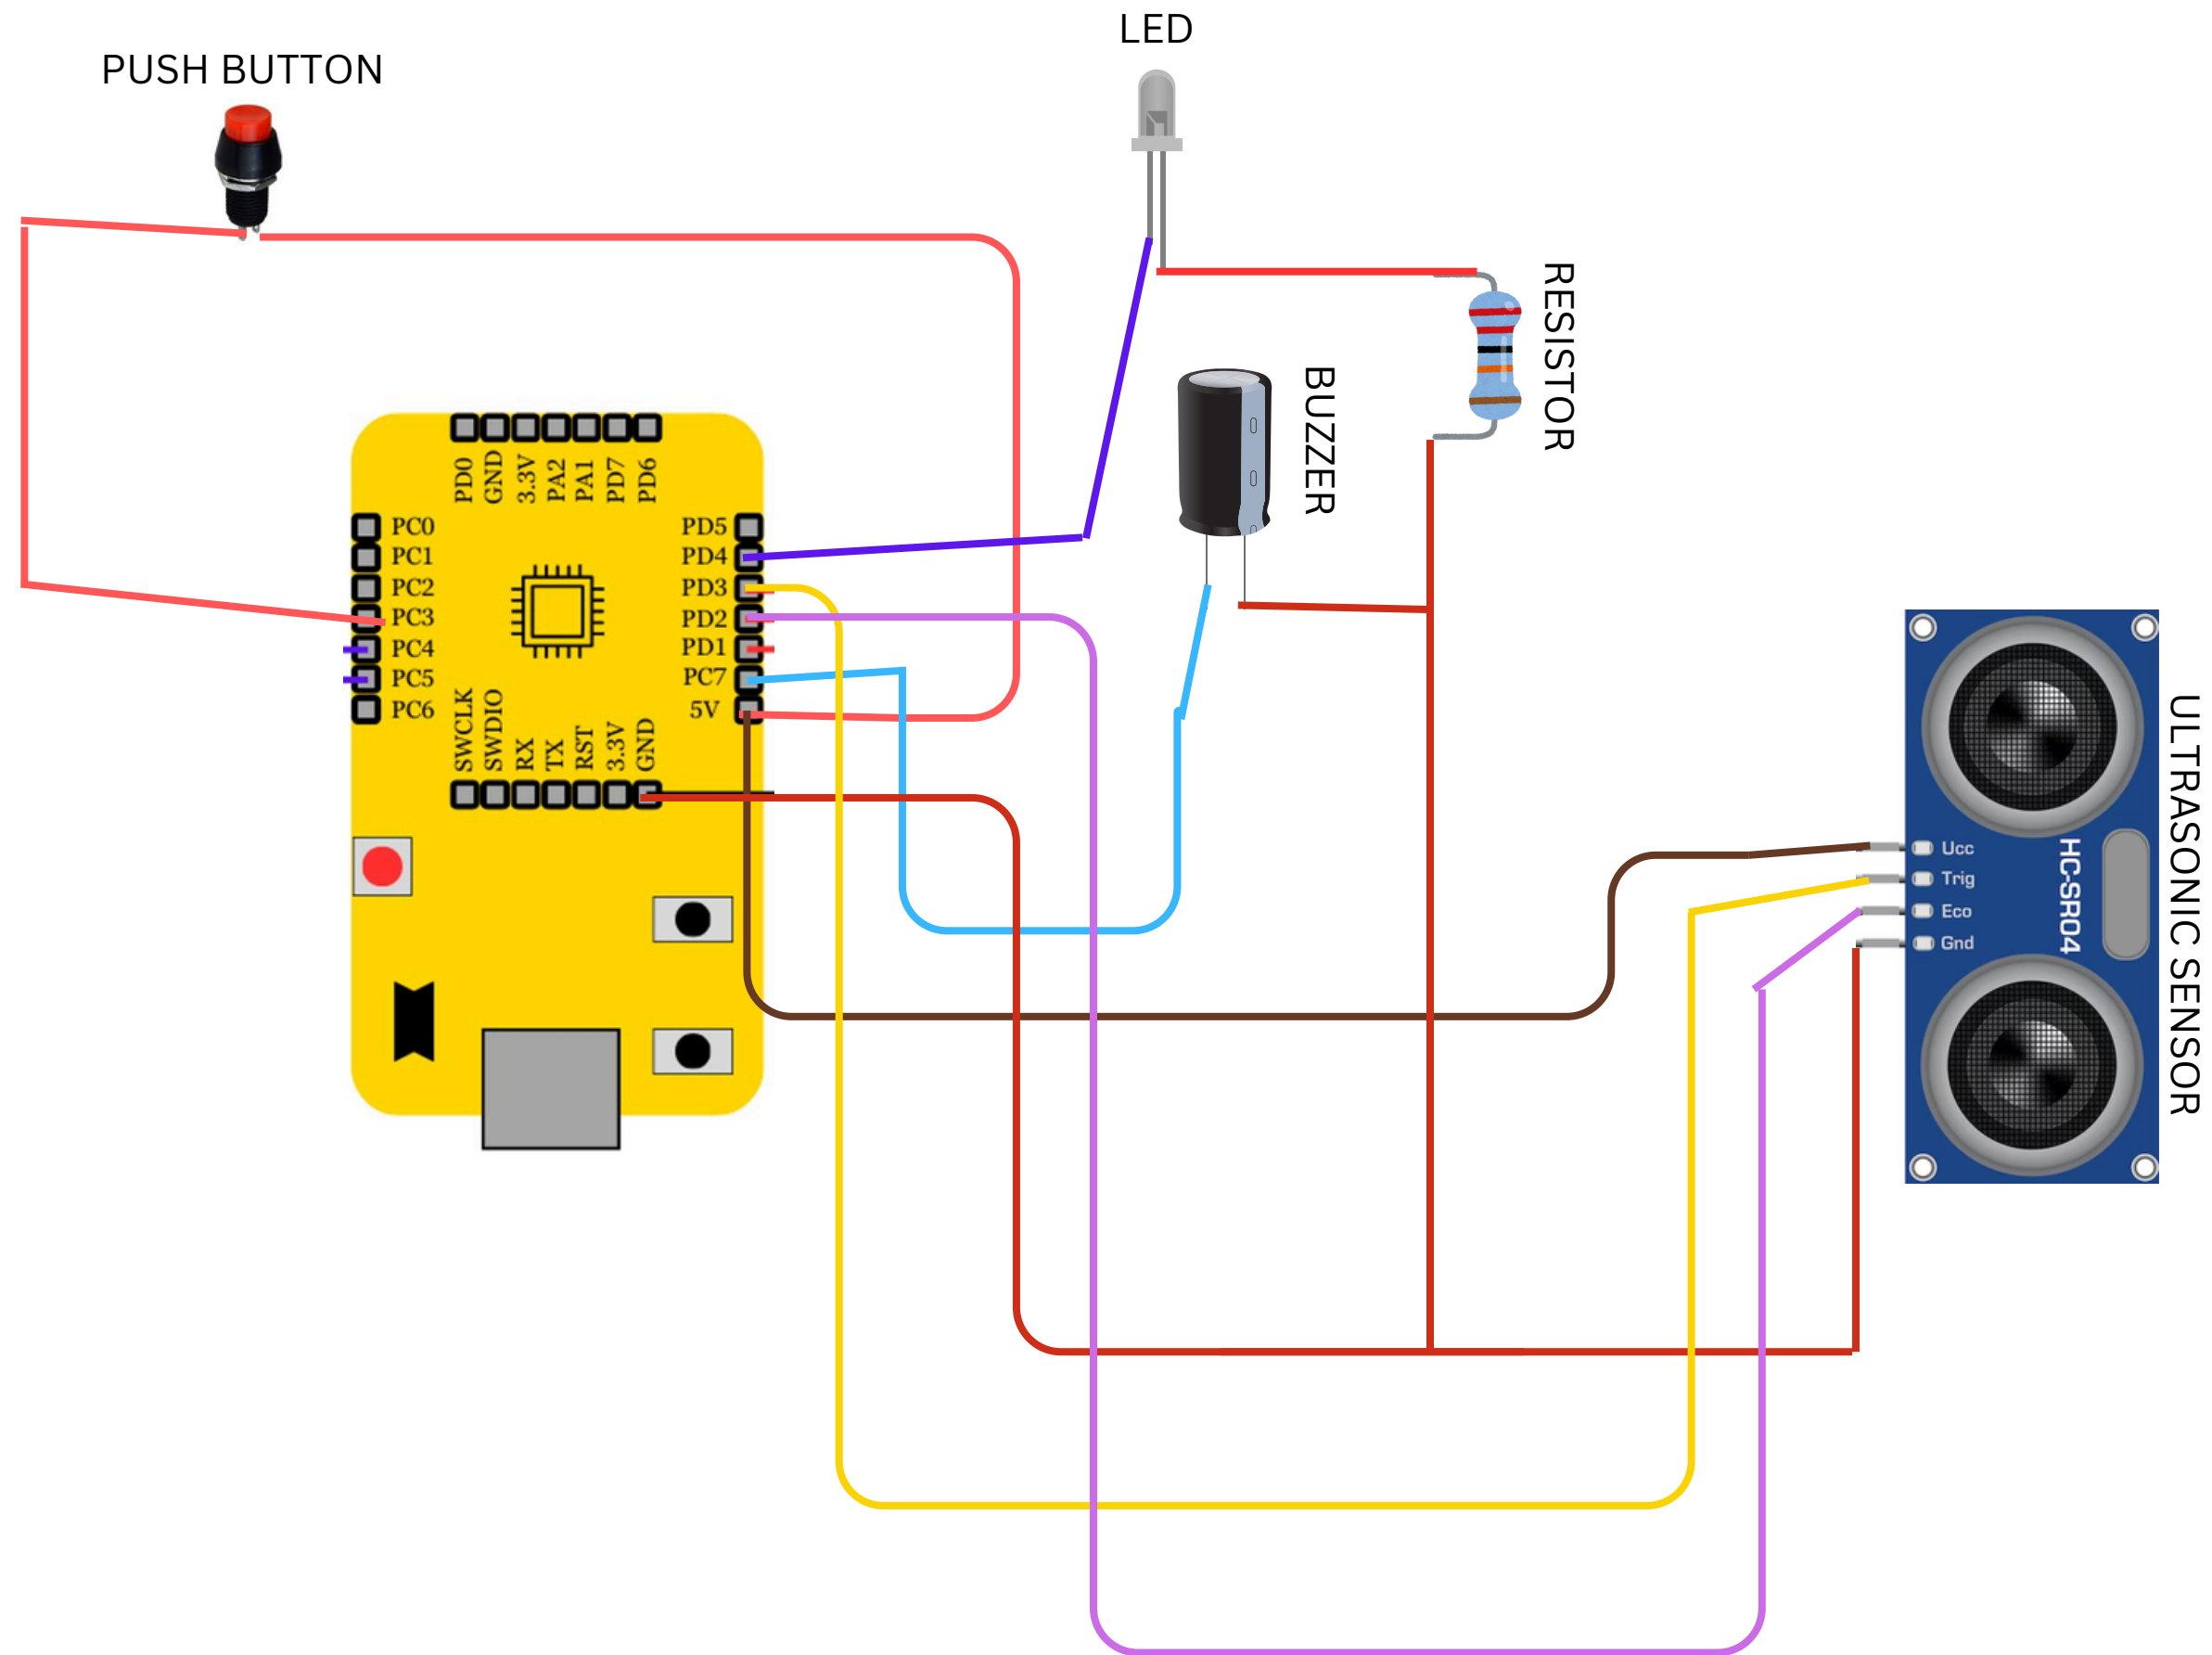 LED
PUSH BUTTON
RESISTOR
BUZZER
PD0
GND
3.3V
PA2
PA1
PD7
PD6
PC0
PC1
PC2
PC3
PC4
PC5
PC6
PD5
PD4
PD3
PD2
PD1
PC7
5V
SWCLK
SWDIO
RX
TX
RST
3.3V
GND
Ucc
Trig
Eco
Gnd
HC-SR04
ULTRASONIC SENSOR